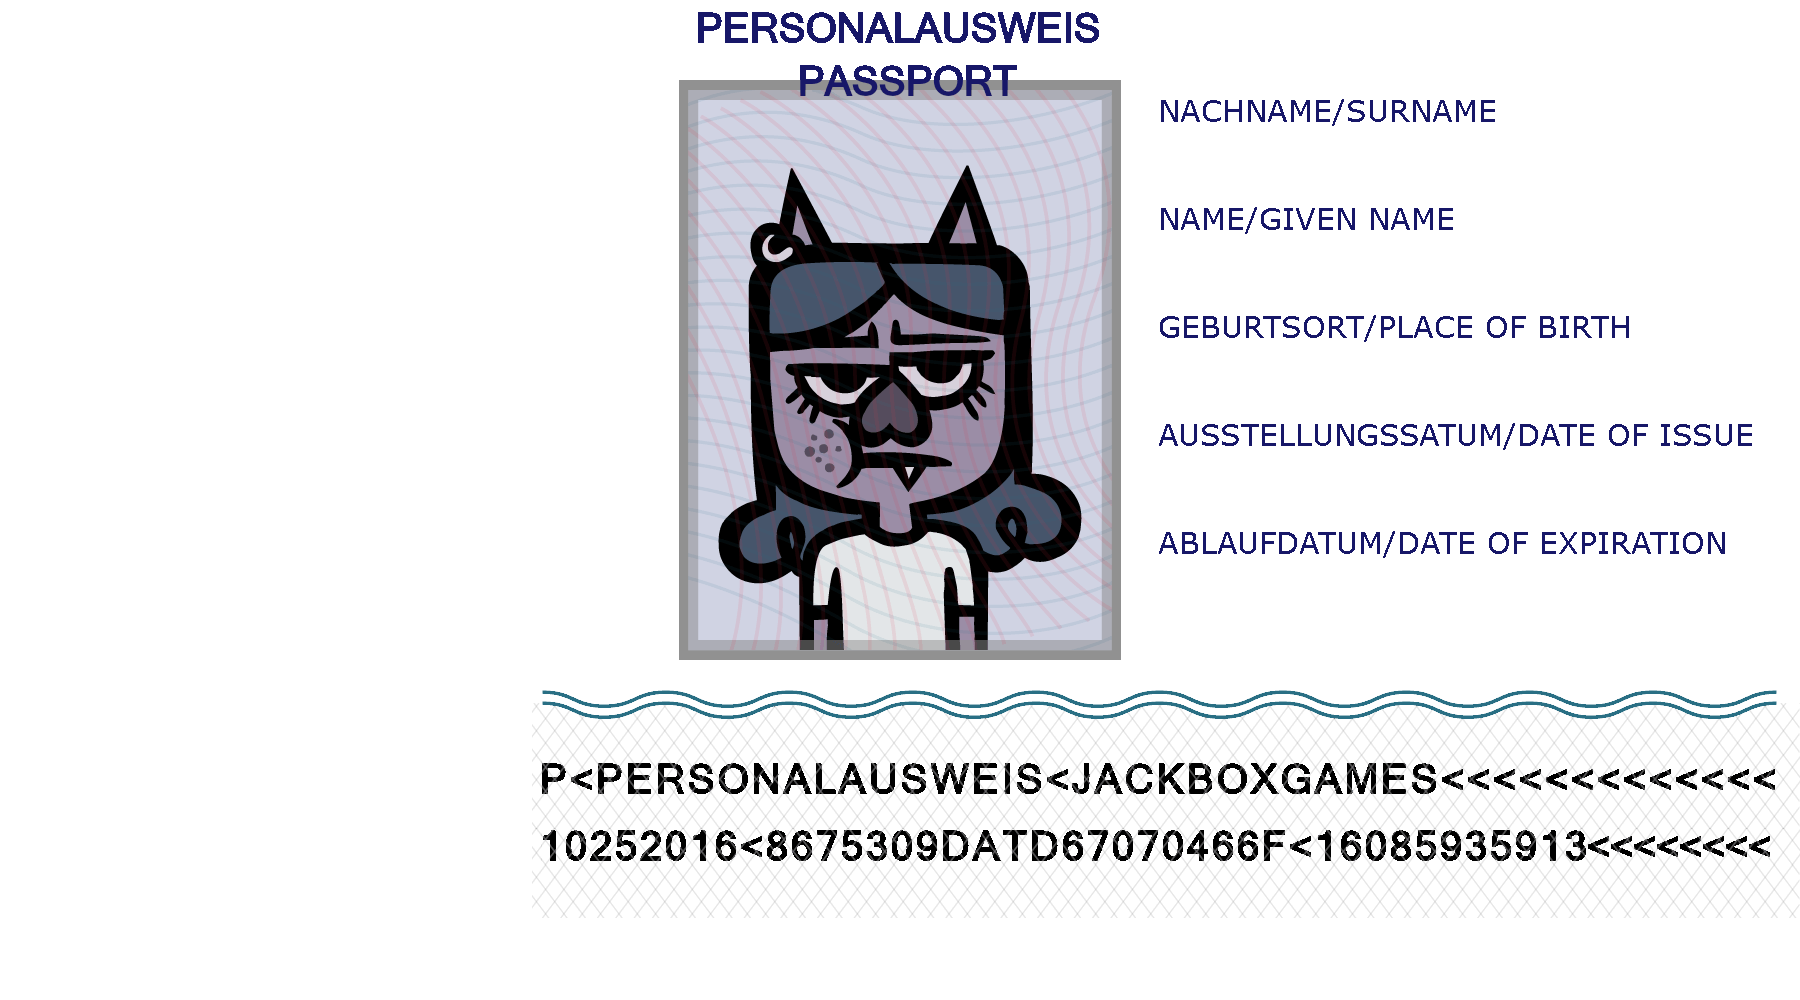 PERSONALAUSWEIS
PASSPORT
NACHNAME/SURNAME
NAME/GIVEN NAME
GEBURTSORT/PLACE OF BIRTH
AUSSTELLUNGSSATUM/DATE OF ISSUE
ABLAUFDATUM/DATE OF EXPIRATION
P<PERSONALAUSWEIS<JACKBOXGAMES<<<<<<<<<<<<<
10252016<8675309DATD67070466F<16085935913<<<<<<<<